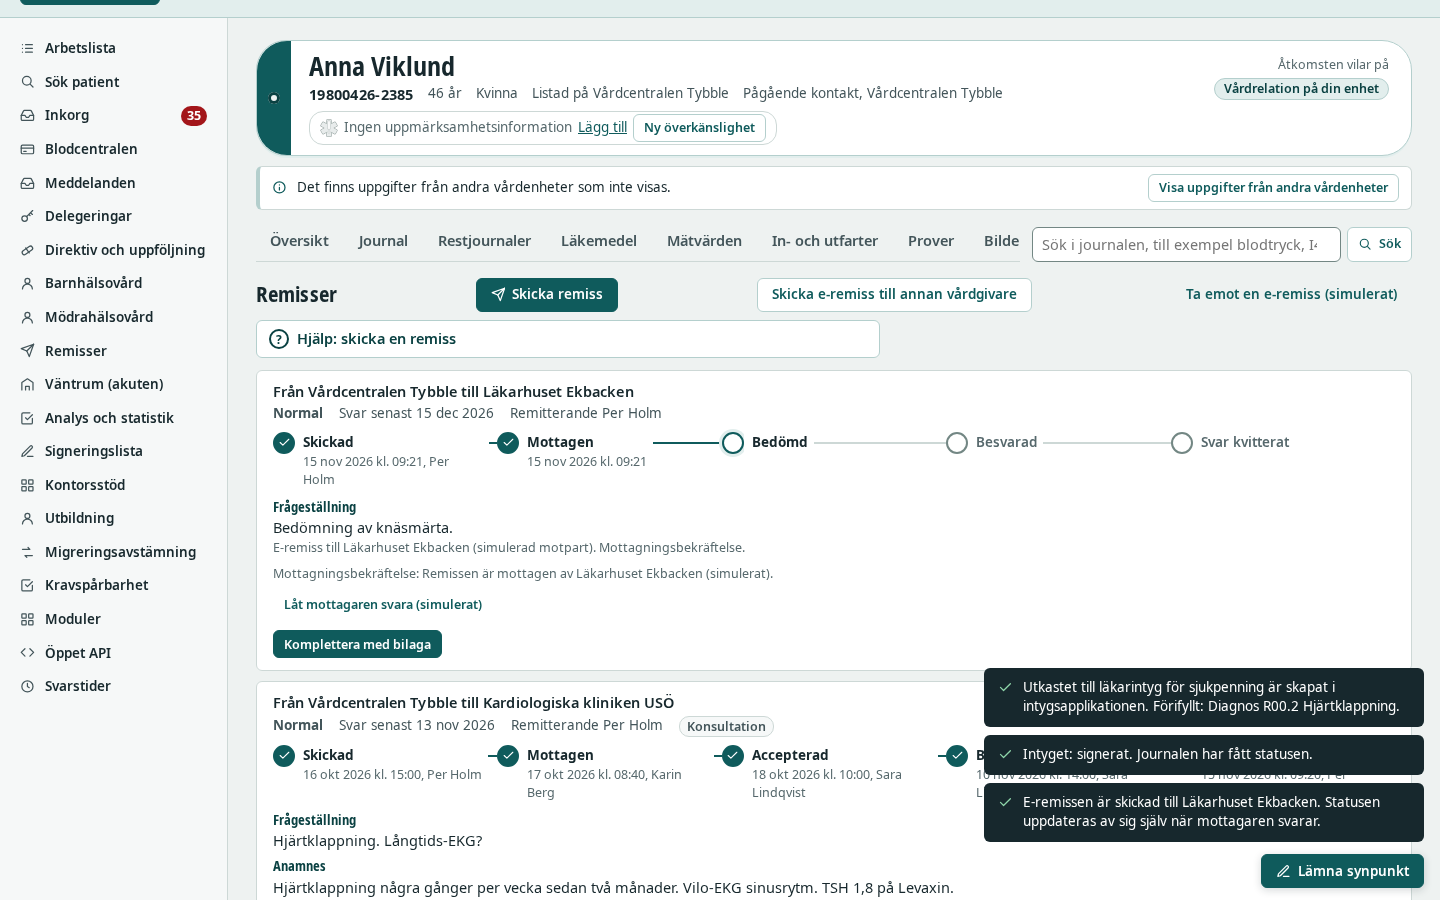 Arbetslista
Sök patient
Inkorg 35
Blodcentralen
Meddelanden
Delegeringar
Direktiv och uppföljning
Barnhälsovård
Mödrahälsovård
Remisser
Väntrum (akuten)
Analys och statistik
Signeringslista
Kontorsstöd
Utbildning
Migreringsavstämning
Kravspårbarhet
Moduler
Öppet API
Svarstider
Anna Viklund
19800426-2385 46 år Kvinna Listad på Vårdcentralen Tybble Pågående kontakt, Vårdcentralen Tybble
Ingen uppmärksamhetsinformation Lägg till Ny överkänslighet
Åtkomsten vilar på
Vårdrelation på din enhet
Det finns uppgifter från andra vårdenheter som inte visas.
Visa uppgifter från andra vårdenheter
Översikt Journal Restjournaler Läkemedel Mätvärden In- och utfarter Prover Bilde
Sök i journalen, till exempel blodtryck, I
Sök
Remisser
Skicka remiss
Skicka e-remiss till annan vårdgivare
Ta emot en e-remiss (simulerat)
? Hjälp: skicka en remiss
Från Vårdcentralen Tybble till Läkarhuset Ekbacken
Normal Svar senast 15 dec 2026 Remitterande Per Holm
Skickad Mottagen Bedömd Besvarad Svar kvitterat
15 nov 2026 kl. 09:21, Per 15 nov 2026 kl. 09:21
Holm
Frågeställning
Bedömning av knäsmärta.
E-remiss till Läkarhuset Ekbacken (simulerad motpart). Mottagningsbekräftelse.
Mottagningsbekräftelse: Remissen är mottagen av Läkarhuset Ekbacken (simulerat).
Låt mottagaren svara (simulerat)
Komplettera med bilaga
Från Vårdcentralen Tybble till Kardiologiska kliniken USÖ
Normal Svar senast 13 nov 2026 Remitterande Per Holm Konsultation
Skickad Mottagen Accepterad B
16 okt 2026 kl. 15:00, Per Holm 17 okt 2026 kl. 08:40, Karin 18 okt 2026 kl. 10:00, Sara
Berg Lindqvist L
Frågeställning
Hjärtklappning. Långtids-EKG?
Anamnes
Hjärtklappning några gånger per vecka sedan två månader. Vilo-EKG sinusrytm. TSH 1,8 på Levaxin.
Utkastet till läkarintyg för sjukpenning är skapat i
intygsapplikationen. Förifyllt: Diagnos R00.2 Hjärtklappning.
Intyget: signerat. Journalen har fått statusen.
E-remissen är skickad till Läkarhuset Ekbacken. Statusen
uppdateras av sig själv när mottagaren svarar.
Lämna synpunkt